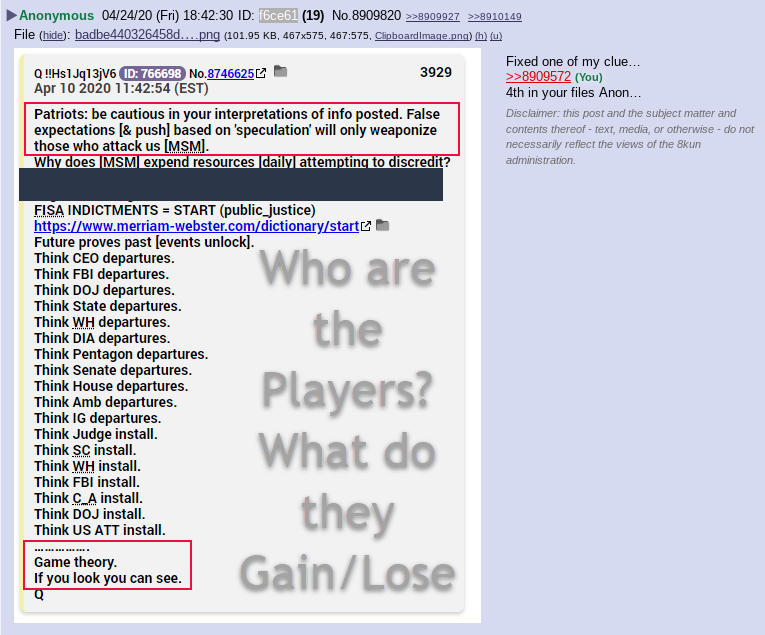 ▶Anonymous 04/24/20 (Fri) 18:42:30 ID: f6ce61 (19) No.8909820 >>8909927 >>8910149
File (hide): badbe440326458d….png (101.95 KB, 467x575, 467:575, ClipboardImage.png) (h) (u)
Q !!Hs1Jq13jV6 ID: 766698 No.8746625 3929
Apr 10 2020 11:42:54 (EST)
Patriots: be cautious in your interpretations of info posted. False
expectations [& push] based on 'speculation' will only weaponize
those who attack us [MSM].
Why does [MSM] expend resources [daily] attempting to discredit?
FISA INDICTMENTS = START (public_justice)
https://www.merriam-webster.com/dictionary/start
Future proves past [events unlock].
Think CEO departures.
Think FBI departures.
Think DOJ departures.
Think State departures.
Think WH departures.
Think DIA departures.
Think Pentagon departures.
Think Senate departures.
Think House departures.
Think Amb departures.
Think IG departures.
Think Judge install.
Think SC install.
Think WH install.
Think FBI install.
Think C_A install.
Think DOJ install.
Think US ATT install.
…………….
Game theory.
If you look you can see.
Q
Who are
the
Players?
What do
they
Gain/Lose
Fixed one of my clue…
>>8909572 (You)
4th in your files Anon…
Disclaimer: this post and the subject matter and
contents thereof - text, media, or otherwise - do not
necessarily reflect the views of the 8kun
administration.